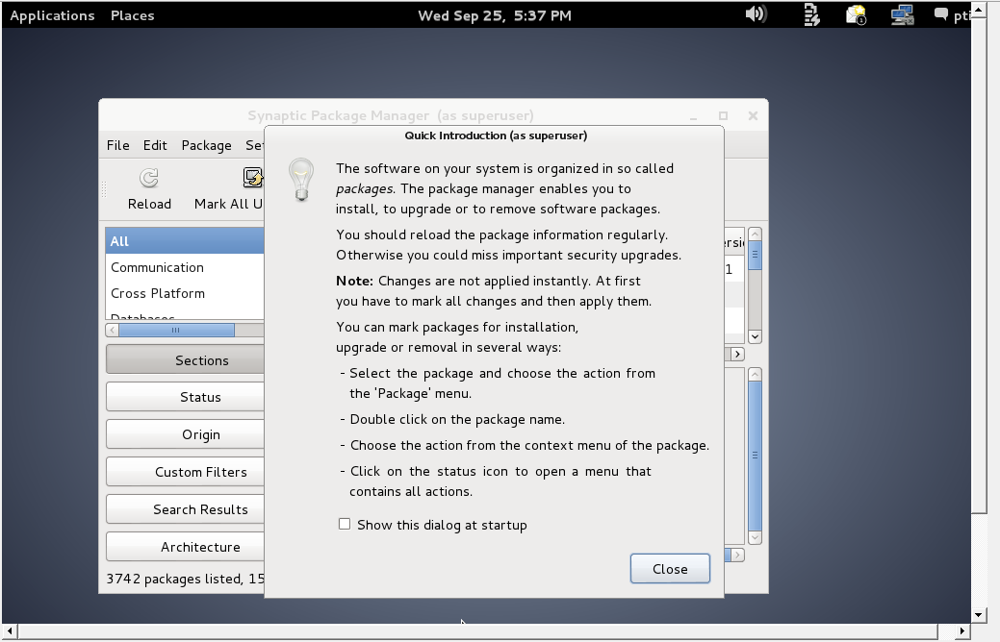 Applications Places Wed Sep 25, 5:37 PM
Synaptic Package Manager (as superuser)
Quick Introduction (as superuser)
File Edit Package
Reload Mark All U
All
Communication
Cross Platform
Databases
Sections
Status
Origin
Custom Filters
Search Results
Architecture
3742 packages listed, 15
The software on your system is organized in so called
packages. The package manager enables you to
install, to upgrade or to remove software packages.
You should reload the package information regularly.
Otherwise you could miss important security upgrades.
Note: Changes are not applied instantly. At first
you have to mark all changes and then apply them.
You can mark packages for installation,
upgrade or removal in several ways:
- Select the package and choose the action from
the 'Package' menu.
- Double click on the package name.
- Choose the action from the context menu of the package.
- Click on the status icon to open a menu that
contains all actions.
Show this dialog at startup
Close